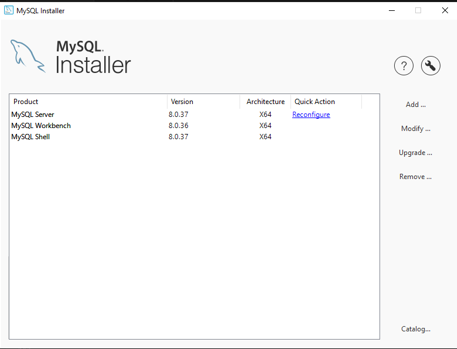 MySQL Installer
MySQL.
Installer
?
Product Version Architecture Quick Action
MySQL Server 8.0.37 X64 Reconfigure
MySQL Workbench 8.0.36 X64
MySQL Shell 8.0.37 X64
Add ...
Modify ...
Upgrade ...
Remove ...
Catalog...